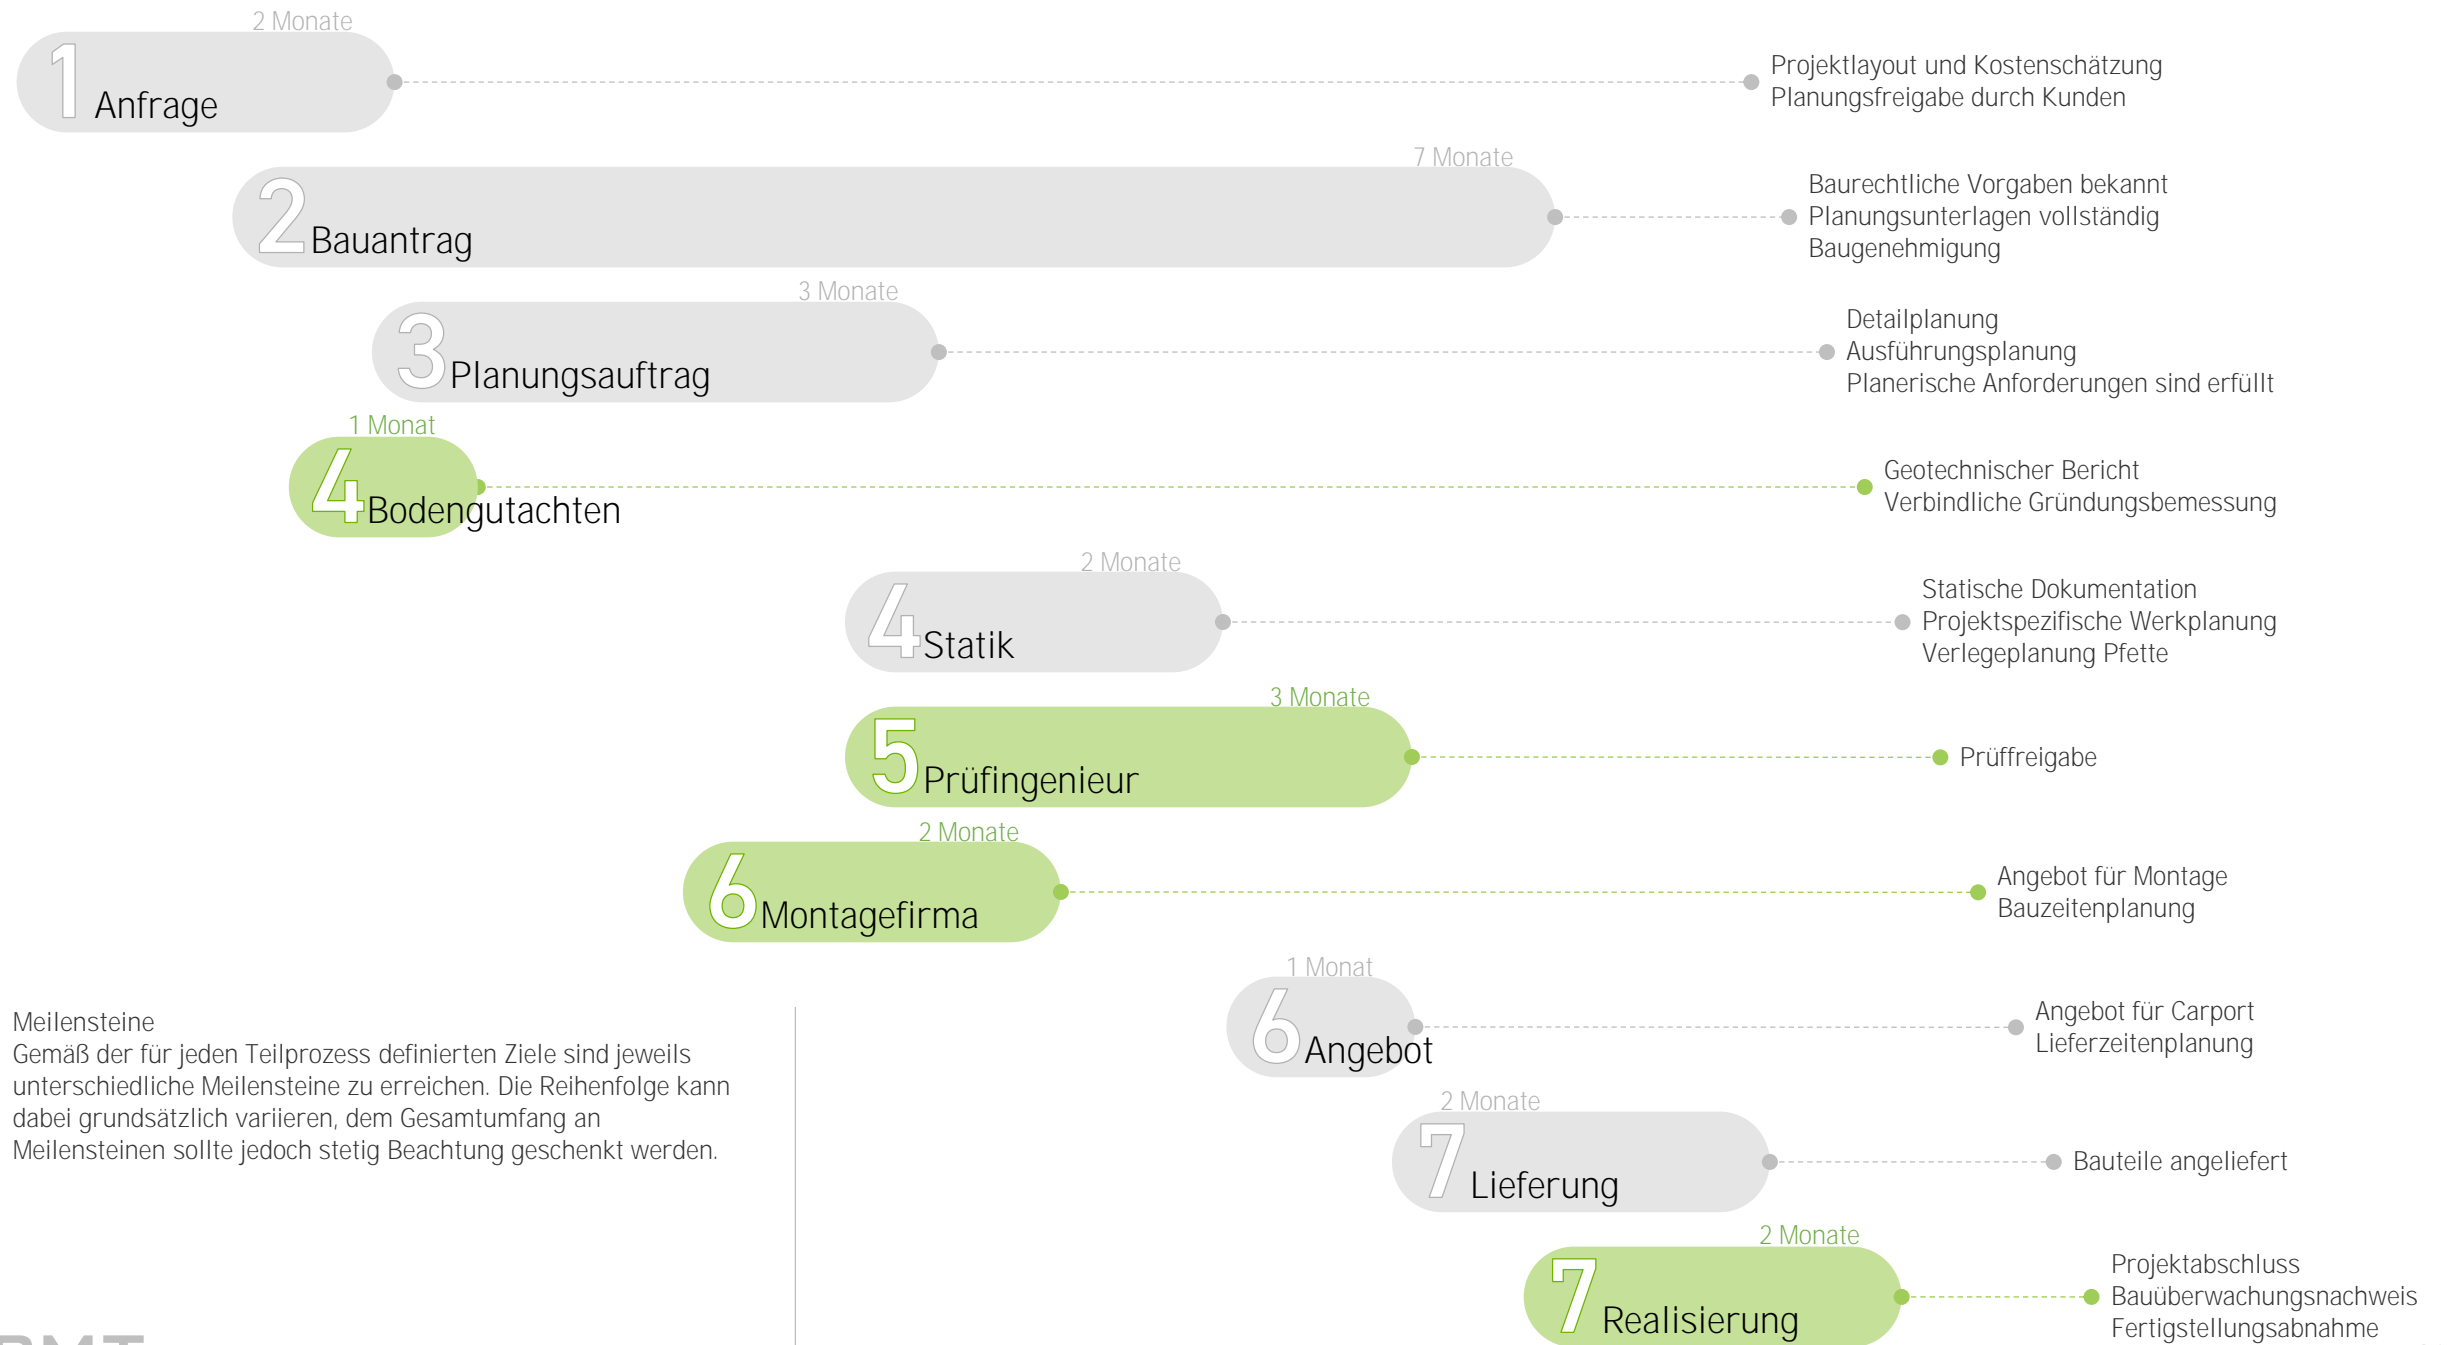 2 Monate
1 Anfrage
Projektlayout und Kostenschätzung
Planungsfreigabe durch Kunden
7 Monate
2 Bauantrag
Baurechtliche Vorgaben bekannt
Planungsunterlagen vollständig
Baugenehmigung
3 Monate
3 Planungsauftrag
Detailplanung
Ausführungsplanung
Planerische Anforderungen sind erfüllt
1 Monat
4 Bodengutachten
Geotechnischer Bericht
Verbindliche Gründungsbemessung
2 Monate
4 Statik
Statische Dokumentation
Projektspezifische Werkplanung
Verlegeplanung Pfette
3 Monate
5 Prüfingenieur
Prüffreigabe
2 Monate
6 Montagefirma
Angebot für Montage
Bauzeitenplanung
1 Monat
6 Angebot
Angebot für Carport
Lieferzeitenplanung
2 Monate
7 Lieferung
Bauteile angeliefert
2 Monate
7 Realisierung
Projektabschluss
Bauüberwachungsnachweis
Fertigstellungsabnahme
Meilensteine
Gemäß der für jeden Teilprozess definierten Ziele sind jeweils
unterschiedliche Meilensteine zu erreichen. Die Reihenfolge kann
dabei grundsätzlich variieren, dem Gesamtumfang an
Meilensteinen sollte jedoch stetig Beachtung geschenkt werden.